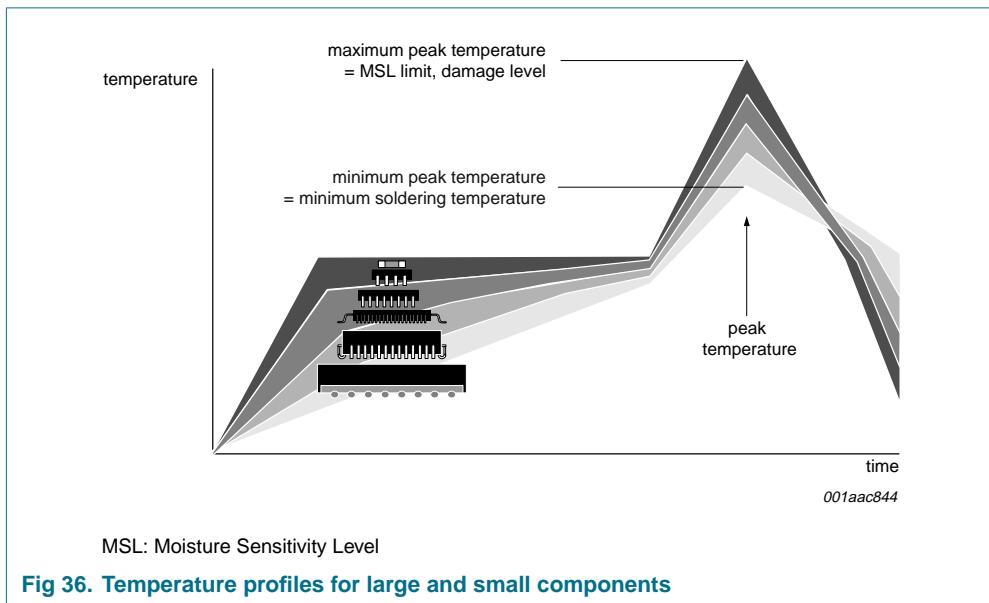 maximum peak temperature
= MSL limit, damage level
temperature
minimum peak temperature
= minimum soldering temperature
peak
temperature
time
001aac844
MSL: Moisture Sensitivity Level
Fig 36. Temperature profiles for large and small components